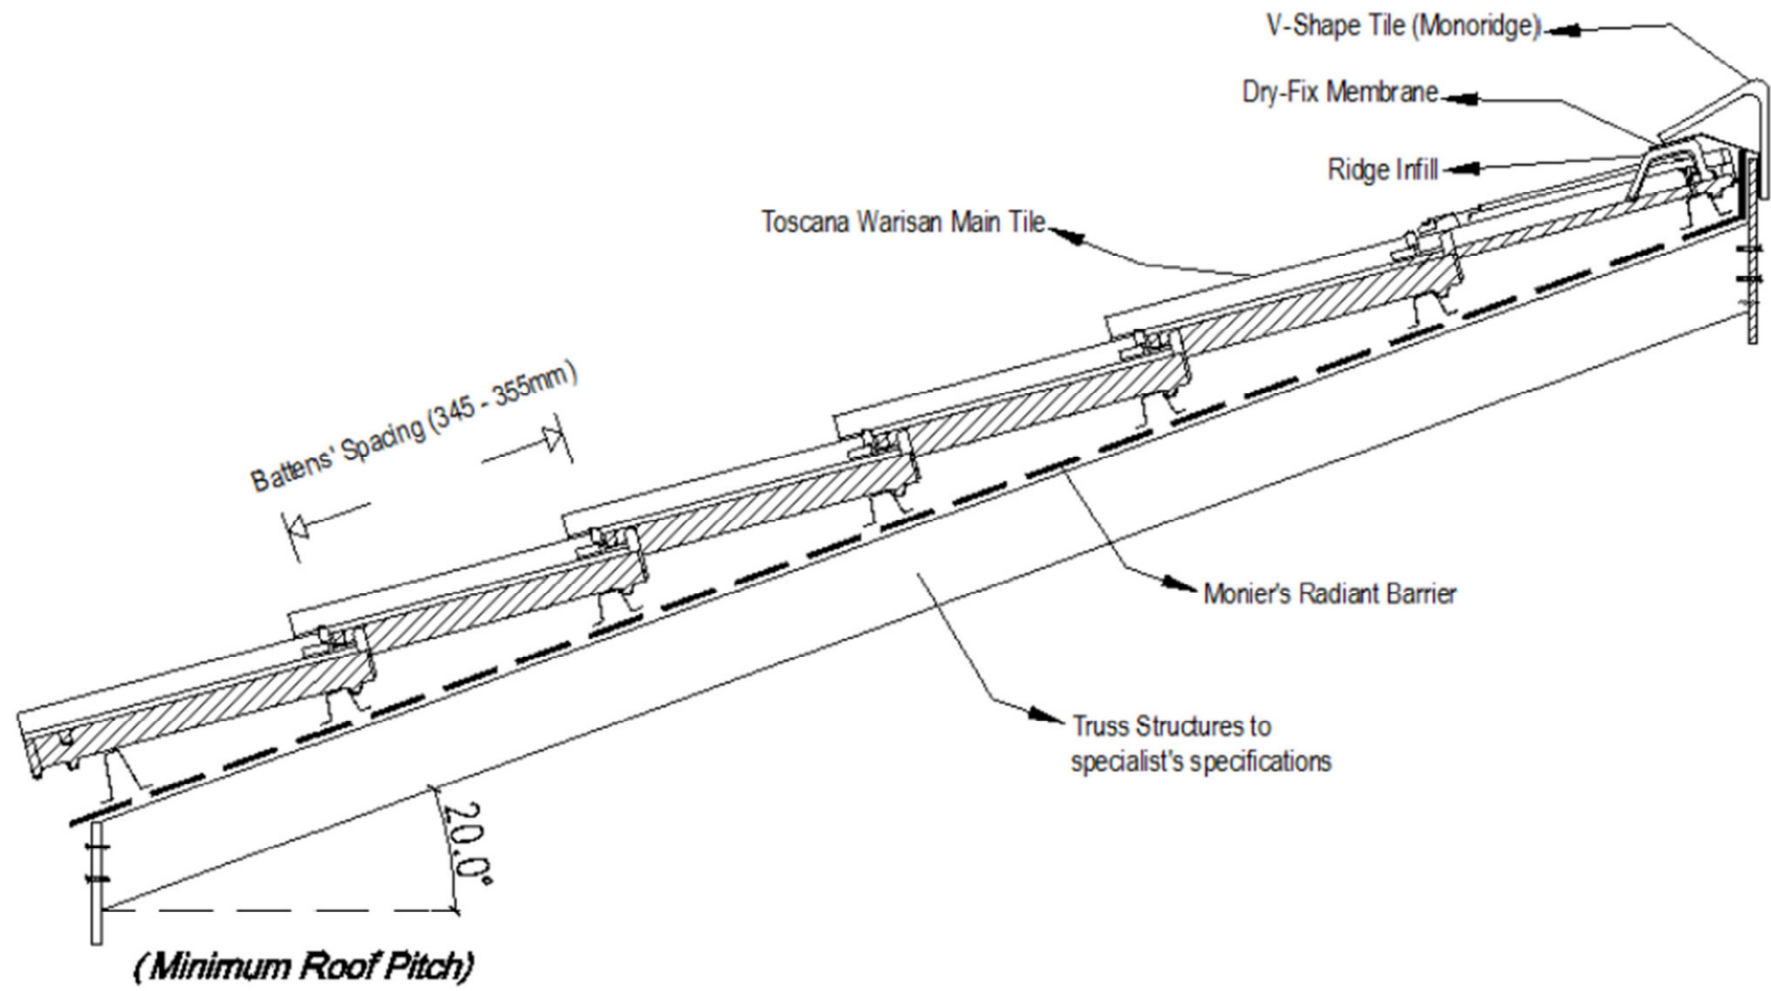 V-Shape Tile (Monoridge)
Dry-Fix Membrane
Ridge Infill
Toscana Warisan Main Tile
Battens' Spacing (345 - 355mm)
Monier's Radiant Barrier
Truss Structures to
specialist's specifications
20.0°
(Minimum Roof Pitch)